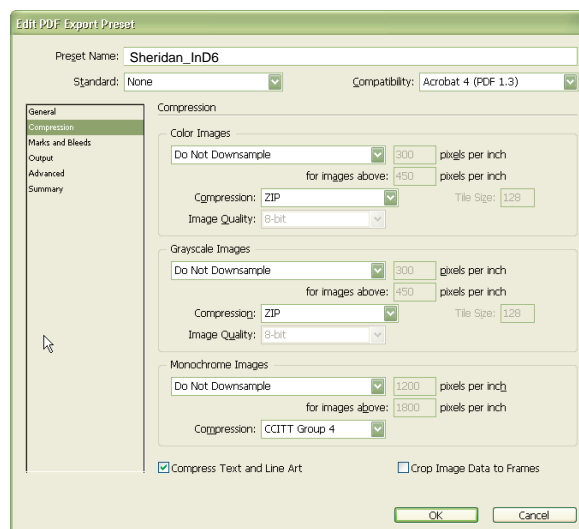 Edit PDF Export Preset
Preset Name: Sheridan_InD6
Standard: None Compatibility: Acrobat 4 (PDF 1.3)
General
Compression
Marks and Bleeds
Output
Advanced
Summary
Compression
Color Images
Do Not Downsample 300 pixels per inch
for images above: 450 pixels per inch
Compression: ZIP Tile Size: 128
Image Quality: 8-bit
Grayscale Images
Do Not Downsample 300 pixels per inch
for images above: 450 pixels per inch
Compression: ZIP Tile Size: 128
Image Quality: 8-bit
Monochrome Images
Do Not Downsample 1200 pixels per inch
for images above: 1800 pixels per inch
Compression: CCITT Group 4
Compress Text and Line Art Crop Image Data to Frames
OK Cancel